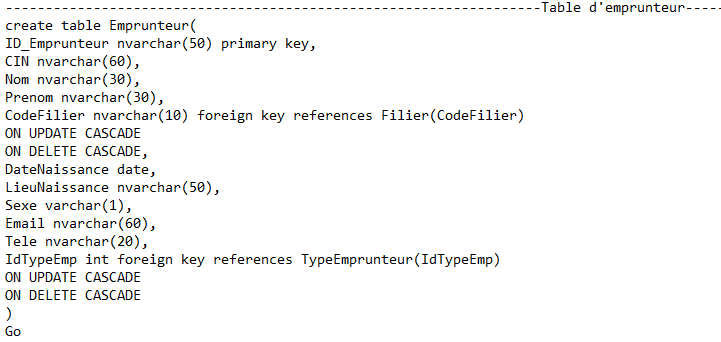 --------------------------------------------------------------------Table d'emprunteur-----
create table Emprunteur(
ID_Emprunteur nvarchar(50) primary key,
CIN nvarchar(60),
Nom nvarchar(30),
Prenom nvarchar(30),
CodeFilier nvarchar(10) foreign key references Filier(CodeFilier)
ON UPDATE CASCADE
ON DELETE CASCADE,
DateNaissance date,
LieuNaissance nvarchar(50),
Sexe varchar(1),
Email nvarchar(60),
Tele nvarchar(20),
IdTypeEmp int foreign key references TypeEmprunteur(IdTypeEmp)
ON UPDATE CASCADE
ON DELETE CASCADE
)
Go